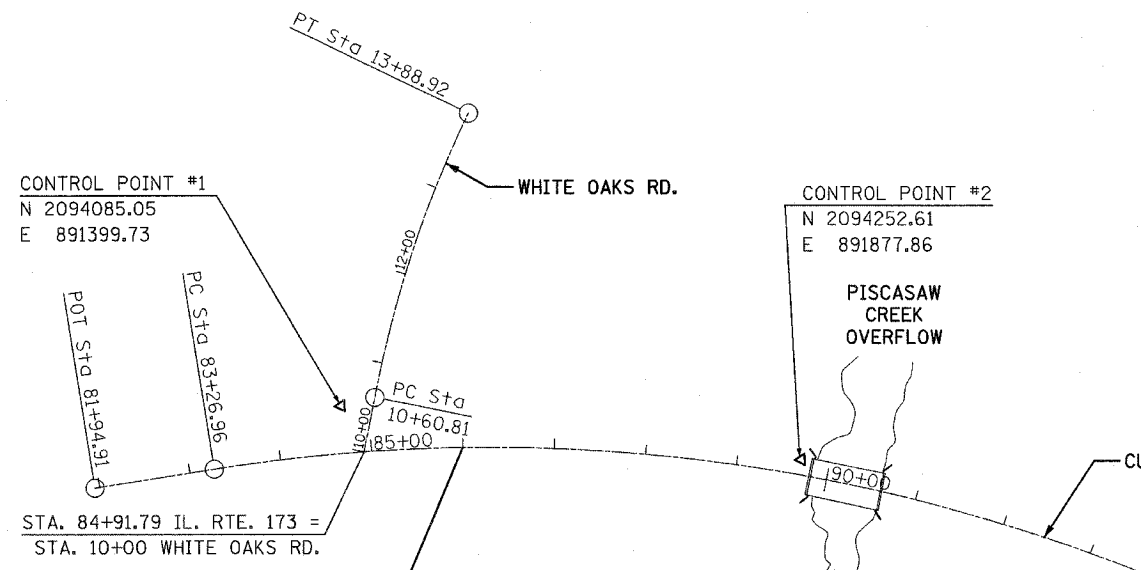 PT Sta 13+88.92
CONTROL POINT #1
N 2094085.05
E 891399.73
WHITE OAKS RD.
CONTROL POINT #2
N 2094252.61
E 891877.86
PISCASAW
CREEK
OVERFLOW
12+00
POT Sta 81+94.91
PC Sta 83+26.96
PC Sta
10+60.81
10+00
85+00
90+00
CU
STA. 84+91.79 IL. RTE. 173 =
STA. 10+00 WHITE OAKS RD.